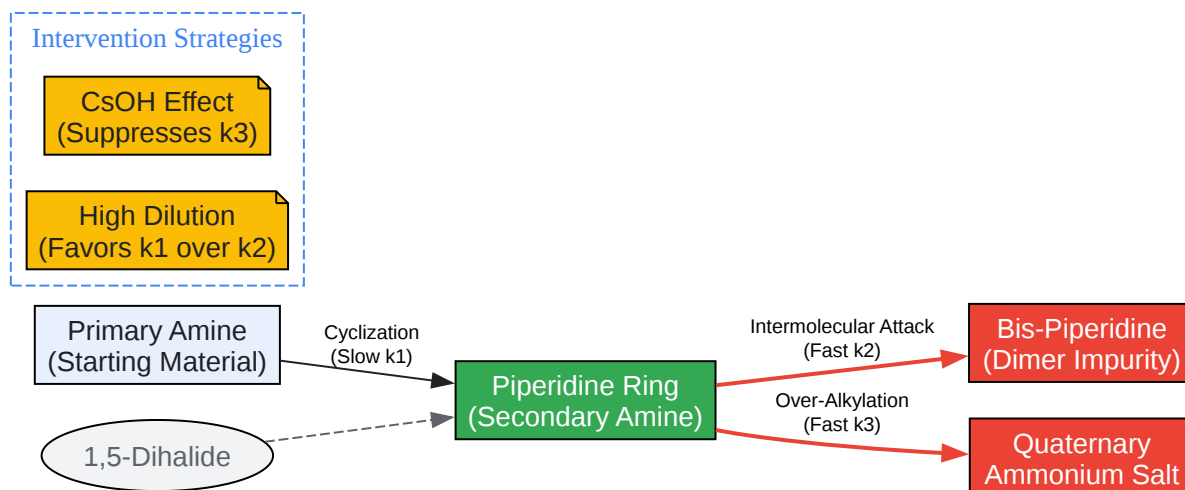 Intervention Strategies
CsOH Effect
(Suppresses k3)
High Dilution
(Favors k1 over k2)
Primary Amine
(Starting Material)
Cyclization
(Slow k1)
1,5-Dihalide
Piperidine Ring
(Secondary Amine)
Intermolecular Attack
(Fast k2)
Over-Alkylation
(Fast k3)
Bis-Piperidine
(Dimer Impurity)
Quaternary
Ammonium Salt